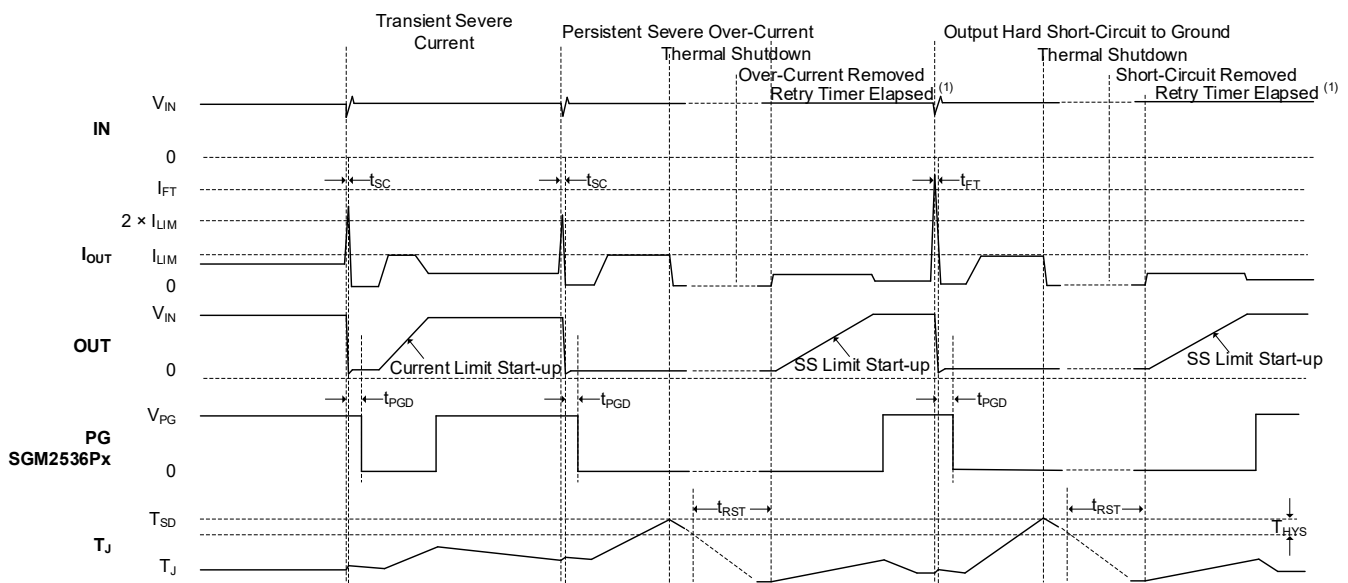 Transient Severe
Current
Persistent Severe Over-Current
Thermal Shutdown
Over-Current Removed
Retry Timer Elapsed (1)
Output Hard Short-Circuit to Ground
Thermal Shutdown
Short-Circuit Removed
Retry Timer Elapsed (1)
VIN
IN
0
IFT
tSC
tSC
tFT
2 × ILIM
IOUT
ILIM
0
VIN
OUT
0
Current Limit Start-up
SS Limit Start-up
SS Limit Start-up
tPGD
tPGD
tPGD
VPG
PG
SGM2536Px
0
tRST
tRST
TSD
THYS
TJ
TJ